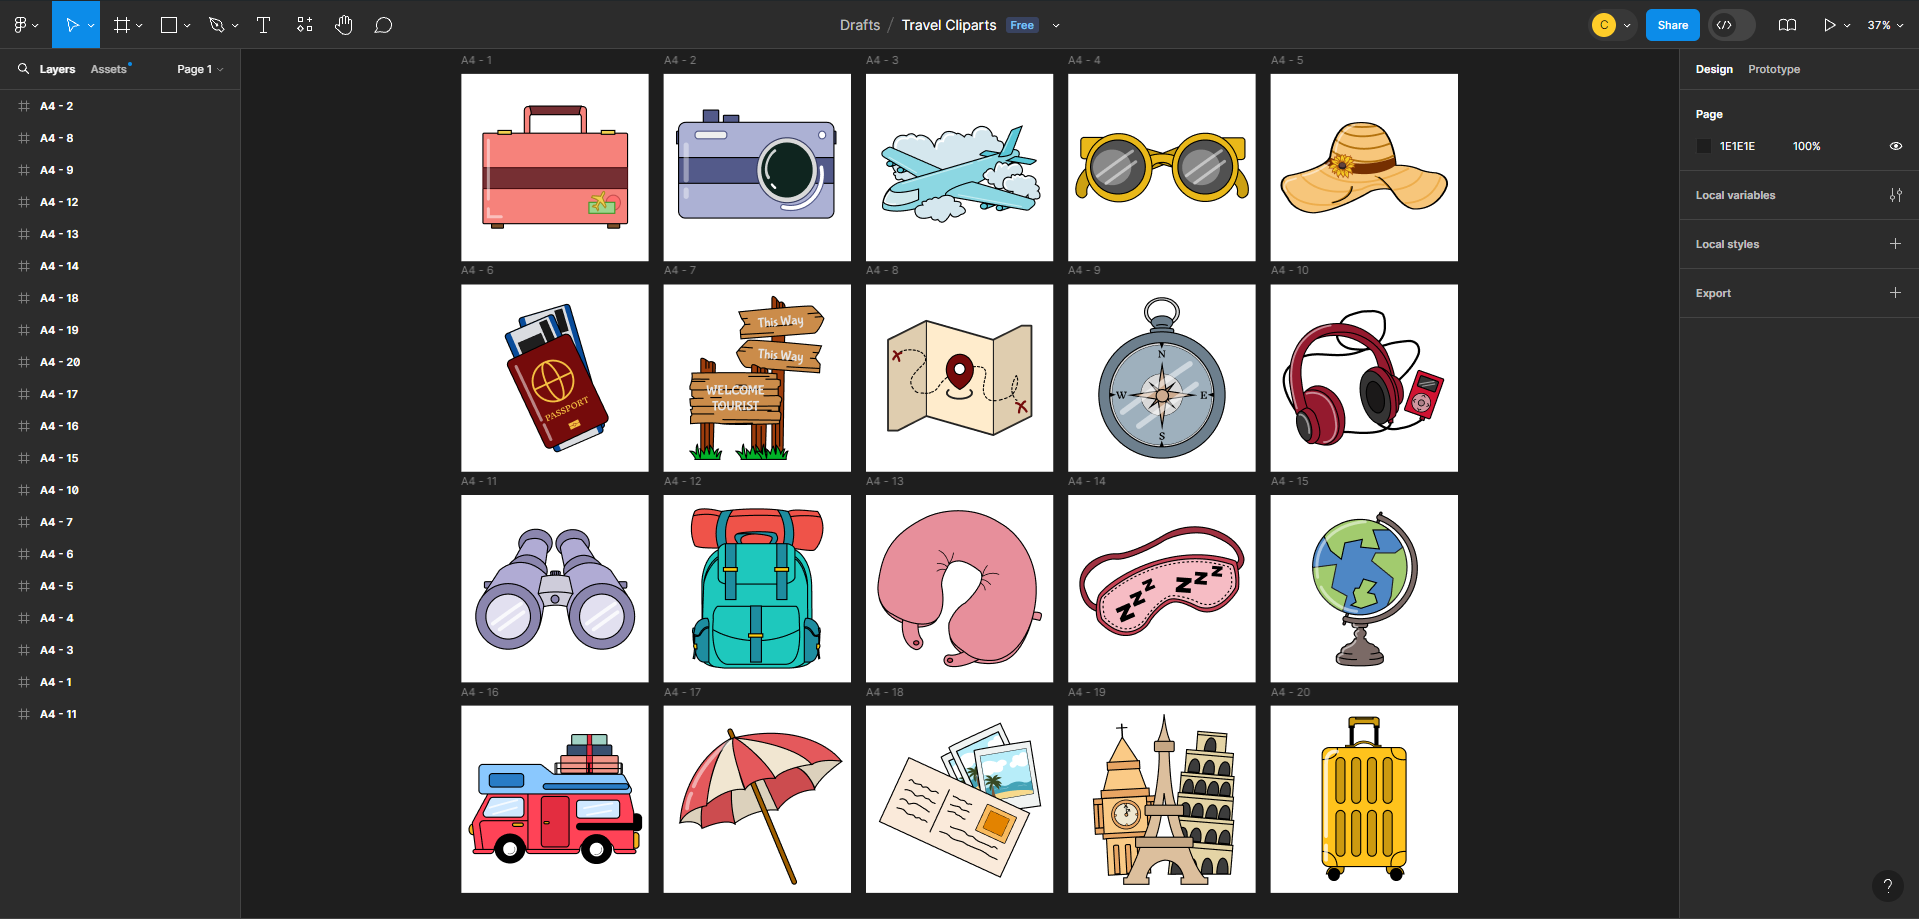 Drafts / Travel Cliparts Free
C
Share
37%
Layers
Assets
Page 1
A4 - 2
A4 - 8
A4 - 9
A4 - 12
A4 - 13
A4 - 14
A4 - 18
A4 - 19
A4 - 20
A4 - 17
A4 - 16
A4 - 15
A4 - 10
A4 - 7
A4 - 6
A4 - 5
A4 - 4
A4 - 3
A4 - 1
A4 - 11
A4 - 1
A4 - 2
A4 - 3
A4 - 4
A4 - 5
A4 - 6
A4 - 7
A4 - 8
A4 - 9
A4 - 10
PASSPORT
This Way
This Way
WELCOME
TOURIST
N
W
E
S
A4 - 11
A4 - 12
A4 - 13
A4 - 14
A4 - 15
ZZZ
ZZZ
A4 - 16
A4 - 17
A4 - 18
A4 - 19
A4 - 20
Design
Prototype
Page
1E1E1E
100%
Local variables
Local styles
Export
?